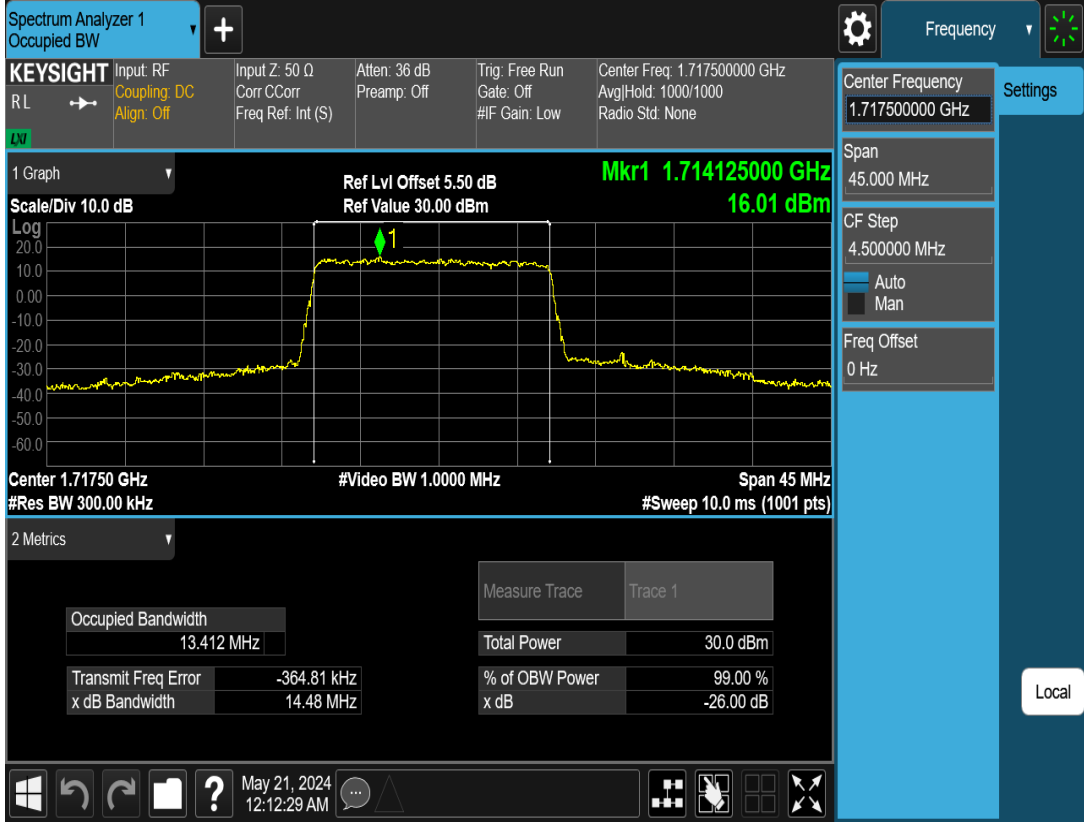 Spectrum Analyzer 1
Occupied BW
Frequency
KEYSIGHT
R L
LXI
Input: RF
Coupling: DC
Align: Off
Input Z: 50 Ω
Corr CCorr
Freq Ref: Int (S)
Atten: 36 dB
Preamp: Off
Trig: Free Run
Gate: Off
#IF Gain: Low
Center Freq: 1.717500000 GHz
Avg|Hold: 1000/1000
Radio Std: None
Center Frequency
1.717500000 GHz
Settings
Span
45.000 MHz
CF Step
4.500000 MHz
Auto
Man
Freq Offset
0 Hz
Local
1 Graph
Scale/Div 10.0 dB
Ref Lvl Offset 5.50 dB
Ref Value 30.00 dBm
Mkr1 1.714125000 GHz
16.01 dBm
Log
20.0
10.0
0.00
-10.0
-20.0
-30.0
-40.0
-50.0
-60.0
1
Center 1.71750 GHz
#Res BW 300.00 kHz
#Video BW 1.0000 MHz
Span 45 MHz
#Sweep 10.0 ms (1001 pts)
2 Metrics
Measure Trace Trace 1
Occupied Bandwidth
13.412 MHz
Total Power 30.0 dBm
Transmit Freq Error -364.81 kHz
x dB Bandwidth 14.48 MHz
% of OBW Power 99.00 %
x dB -26.00 dB
?
May 21, 2024
12:12:29 AM